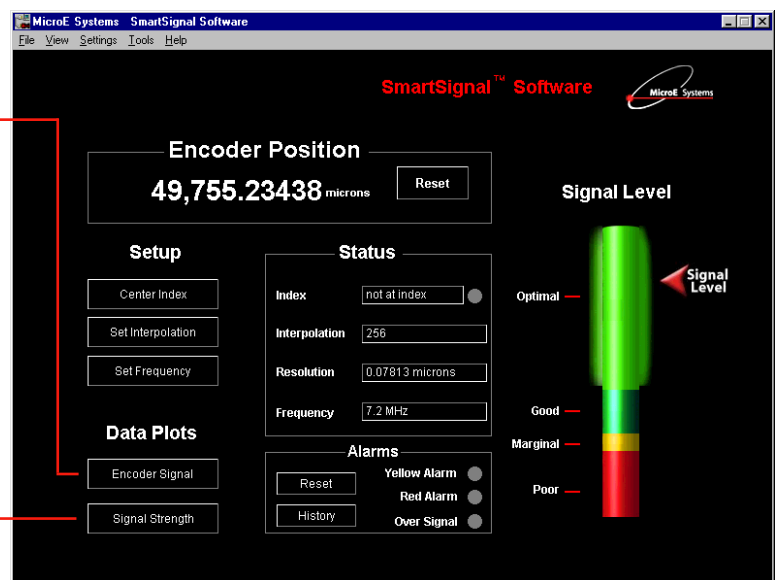 MicroE Systems SmartSignal Software
File View Settings Tools Help
SmartSignal™ Software
MicroE Systems
Encoder Position
49,755.23438 microns
Reset
Signal Level
Setup
Center Index
Set Interpolation
Set Frequency
Status
Index not at index
Interpolation 256
Resolution 0.07813 microns
Frequency 7.2 MHz
Signal
Level
Optimal
Good
Marginal
Poor
Data Plots
Encoder Signal
Signal Strength
Alarms
Reset
History
Yellow Alarm
Red Alarm
Over Signal